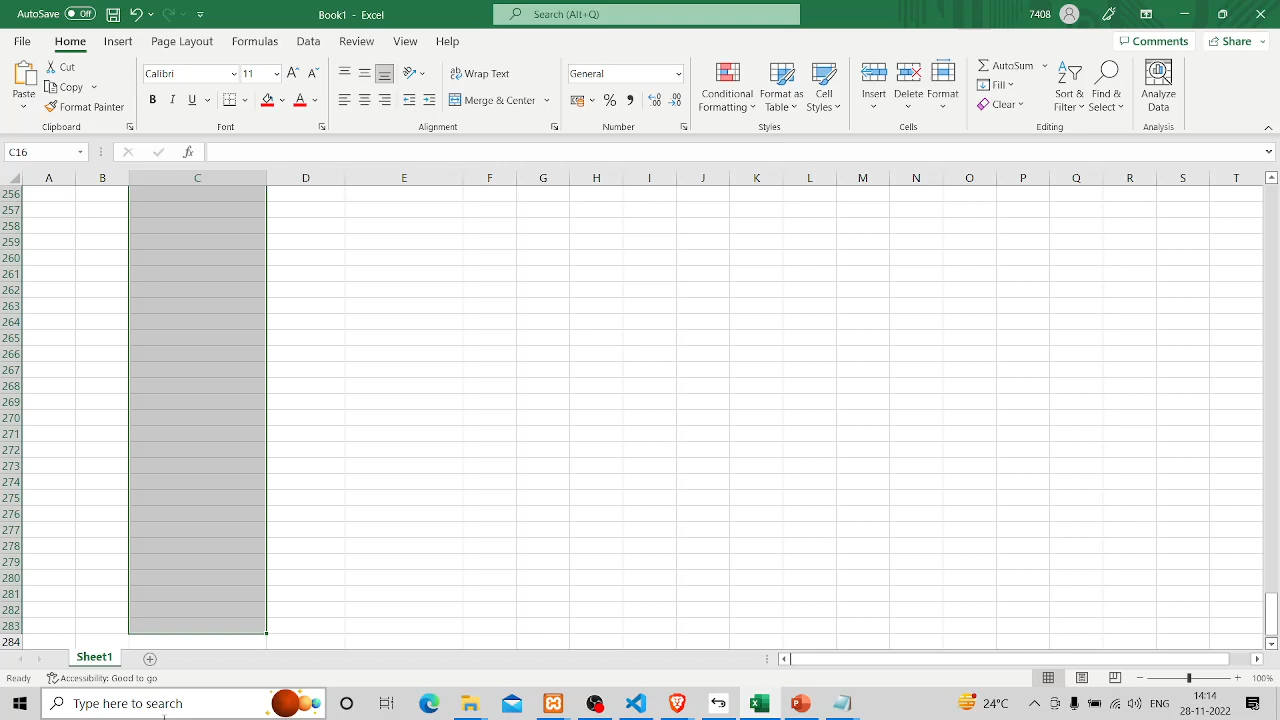 AutoSave Off Book1 - Excel Search (Alt+Q) 7408
File Home Insert Page Layout Formulas Data Review View Help Comments Share
Paste Cut Copy Format Painter Clipboard
Calibri 11 B I U A Font
Wrap Text Merge & Center Alignment
General % , Number
Conditional Formatting Format as Table Cell Styles Styles
Insert Delete Format Cells
AutoSum Fill Clear Sort & Filter Find & Select Editing
Analyze Data Analysis
C16 fx
A B C D E F G H I J K L M N O P Q R S T
256
257
258
259
260
261
262
263
264
265
266
267
268
269
270
271
272
273
274
275
276
277
278
279
280
281
282
283
284
Sheet1
Ready Accessibility: Good to go 100%
Type here to search 24°C ENG 14:14
28-11-2022